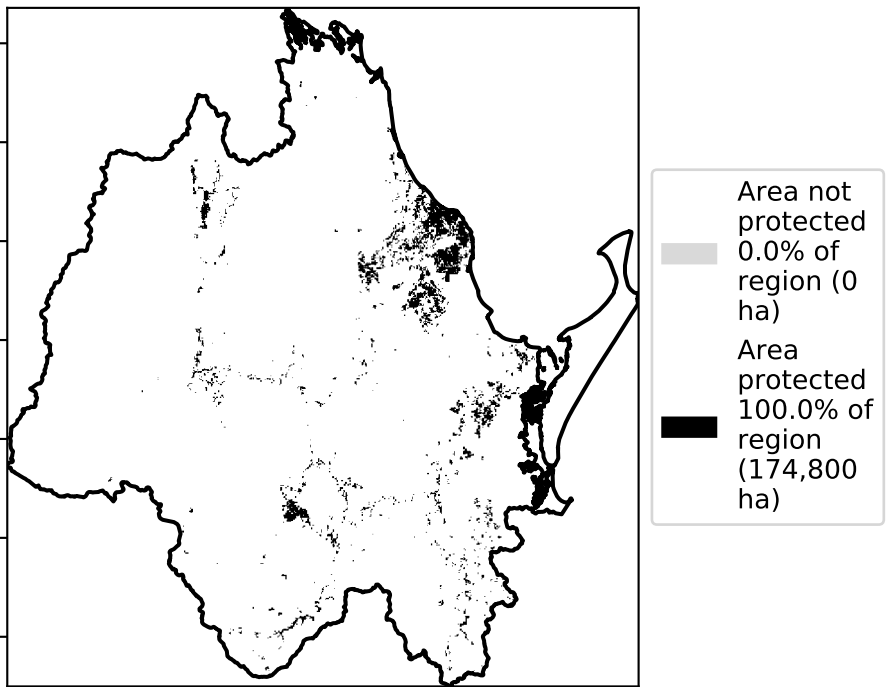 Area not
protected
0.0% of
region (0
ha)
Area
protected
100.0% of
region
(174,800
ha)